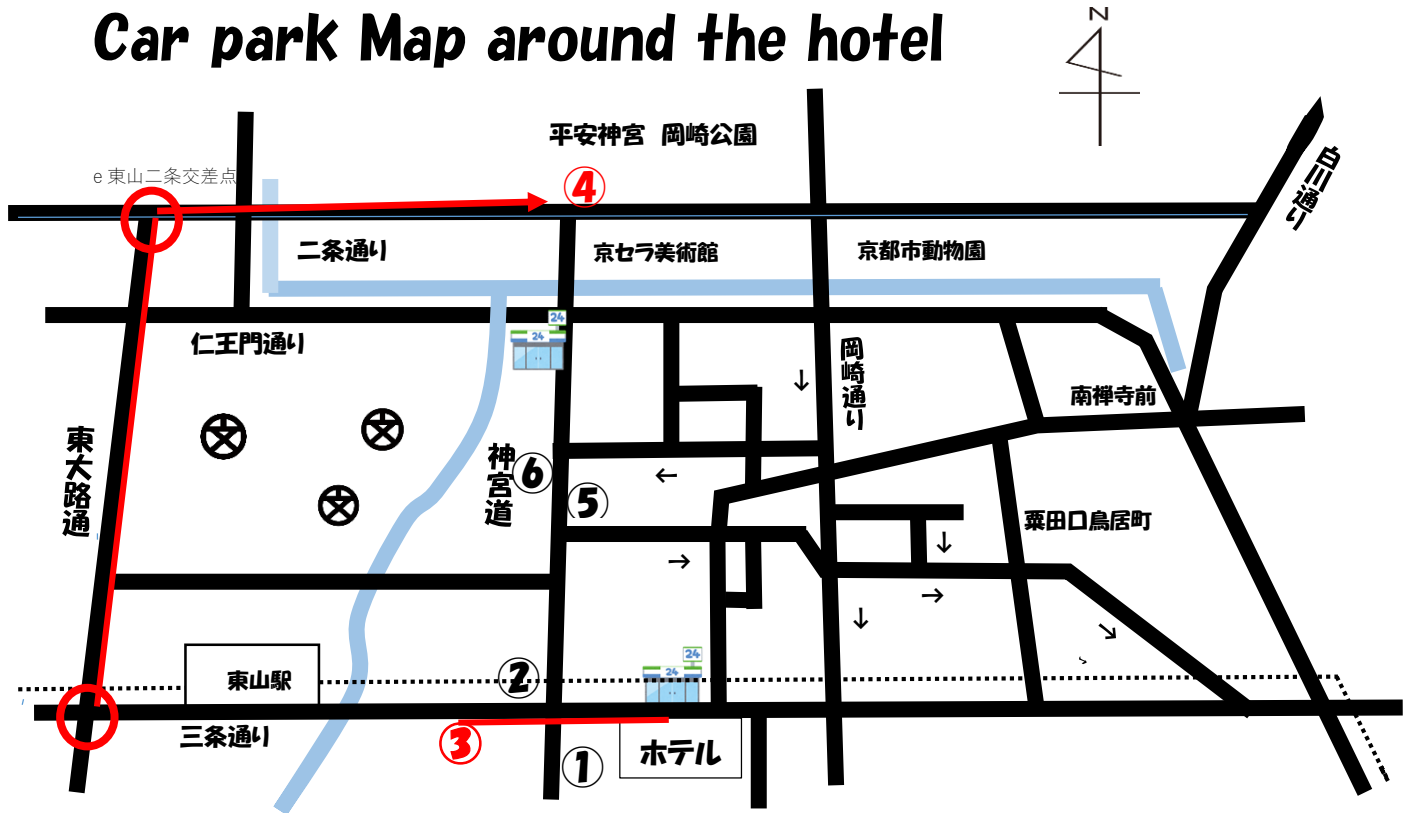 Car park Map around the hotel
N
平安神宮 岡崎公園
白川通り
e 東山二条交差点
④
二条通り
京セラ美術館
京都市動物園
24
24
仁王門通り
岡崎通り
南禅寺前
東大路通
神宮道
⑥
⑤
粟田口鳥居町
24
24
東山駅
②
三条通り
③
①
ホテル